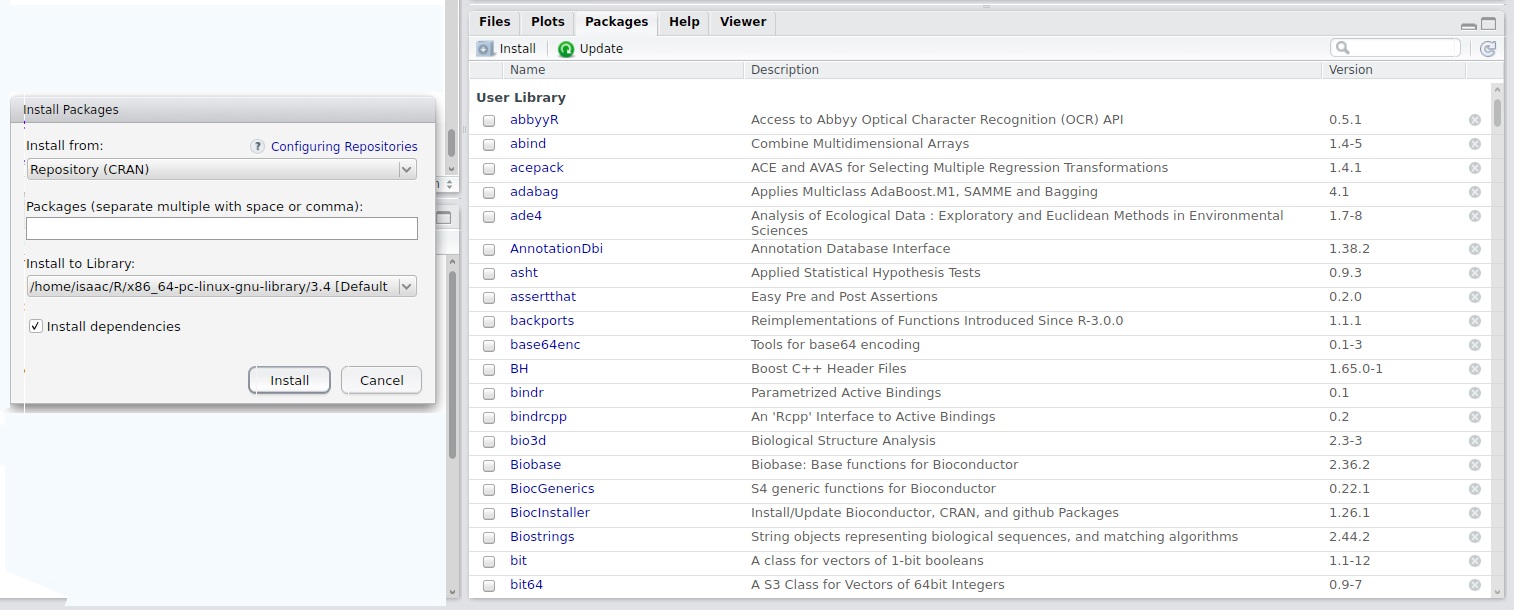 Install Packages
Install from:
? Configuring Repositories
Repository (CRAN)
Packages (separate multiple with space or comma):
Install to Library:
/home/isaac/R/x86_64-pc-linux-gnu-library/3.4 [Default
Install dependencies
Install Cancel
Files Plots Packages Help Viewer
Install Update
Name Description Version
User Library
abbyyR Access to Abbyy Optical Character Recognition (OCR) API 0.5.1
abind Combine Multidimensional Arrays 1.4-5
acepack ACE and AVAS for Selecting Multiple Regression Transformations 1.4.1
adabag Applies Multiclass AdaBoost.M1, SAMME and Bagging 4.1
ade4 Analysis of Ecological Data : Exploratory and Euclidean Methods in Environmental 1.7-8
Sciences
AnnotationDbi Annotation Database Interface 1.38.2
asht Applied Statistical Hypothesis Tests 0.9.3
assertthat Easy Pre and Post Assertions 0.2.0
backports Reimplementations of Functions Introduced Since R-3.0.0 1.1.1
base64enc Tools for base64 encoding 0.1-3
BH Boost C++ Header Files 1.65.0-1
bindr Parametrized Active Bindings 0.1
bindrcpp An 'Rcpp' Interface to Active Bindings 0.2
bio3d Biological Structure Analysis 2.3-3
Biobase Biobase: Base functions for Bioconductor 2.36.2
BiocGenerics S4 generic functions for Bioconductor 0.22.1
BiocInstaller Install/Update Bioconductor, CRAN, and github Packages 1.26.1
Biostrings String objects representing biological sequences, and matching algorithms 2.44.2
bit A class for vectors of 1-bit booleans 1.1-12
bit64 A S3 Class for Vectors of 64bit Integers 0.9-7